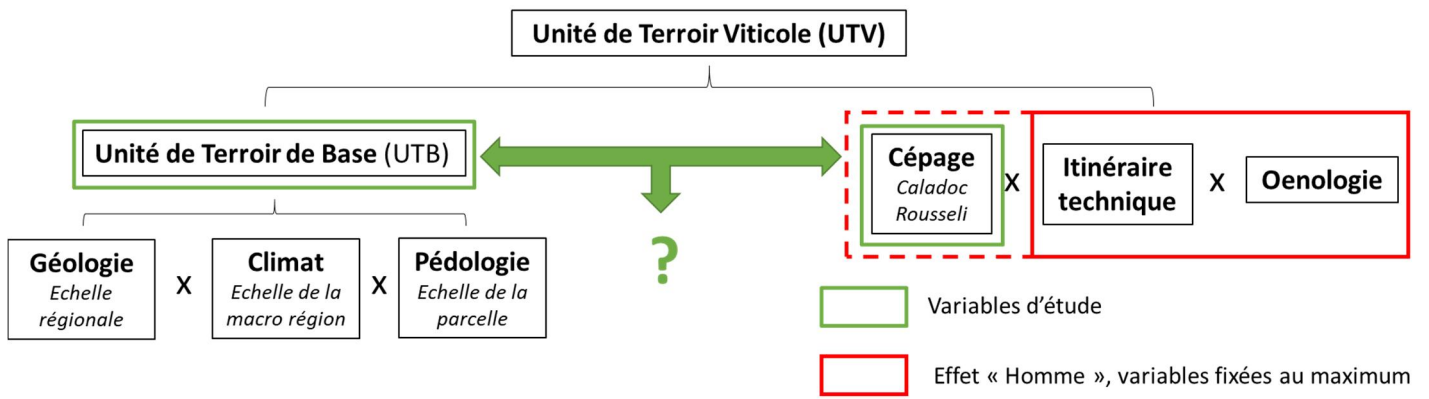 Unité de Terroir Viticole (UTV)
Unité de Terroir de Base (UTB)
Cépage
Caladoc
Rousseli
x
Itinéraire
technique
x
Oenologie
?
Géologie
Echelle
régionale
x
Climat
Echelle de la
macro région
x
Pédologie
Echelle de la
parcelle
Variables d’étude
Effet « Homme », variables fixées au maximum